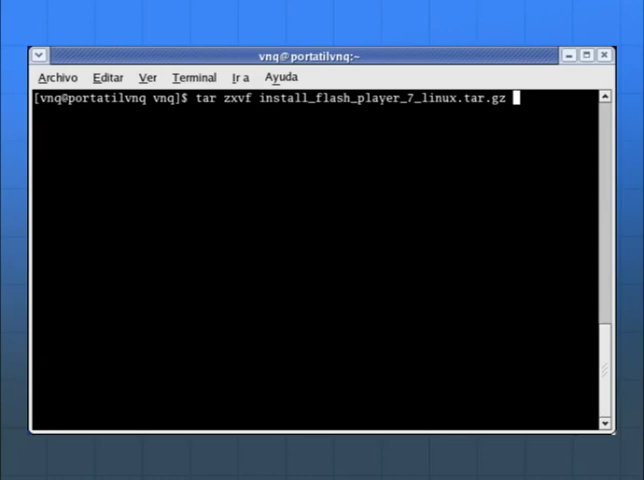 vnq@portatilvnq:~
Archivo Editar Ver Terminal Ir a Ayuda
[vnq@portatilvnq vnq]$ tar zxvf install_flash_player_7_linux.tar.gz